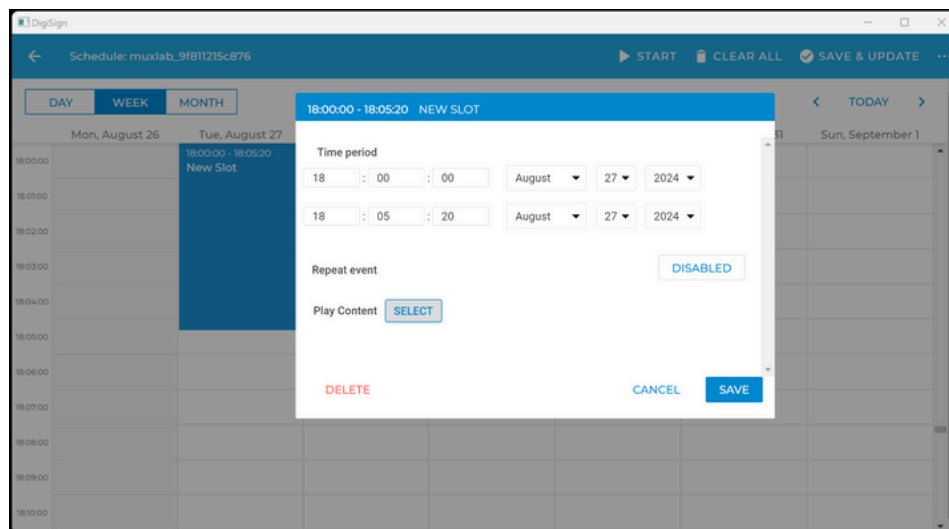 DigiSign
Schedule: muxlab_9f811215c876
START
CLEAR ALL
SAVE & UPDATE
DAY
WEEK
MONTH
TODAY
Mon, August 26
Tue, August 27
31
Sun, September 1
18:00:00 - 18:05:20
New Slot
18:00:00
18:01:00
18:02:00
18:03:00
18:04:00
18:05:00
18:06:00
18:07:00
18:08:00
18:09:00
18:10:00
18:00:00 - 18:05:20 NEW SLOT
Time period
18 : 00 : 00 August 27 2024
18 : 05 : 20 August 27 2024
Repeat event DISABLED
Play Content SELECT
DELETE CANCEL SAVE